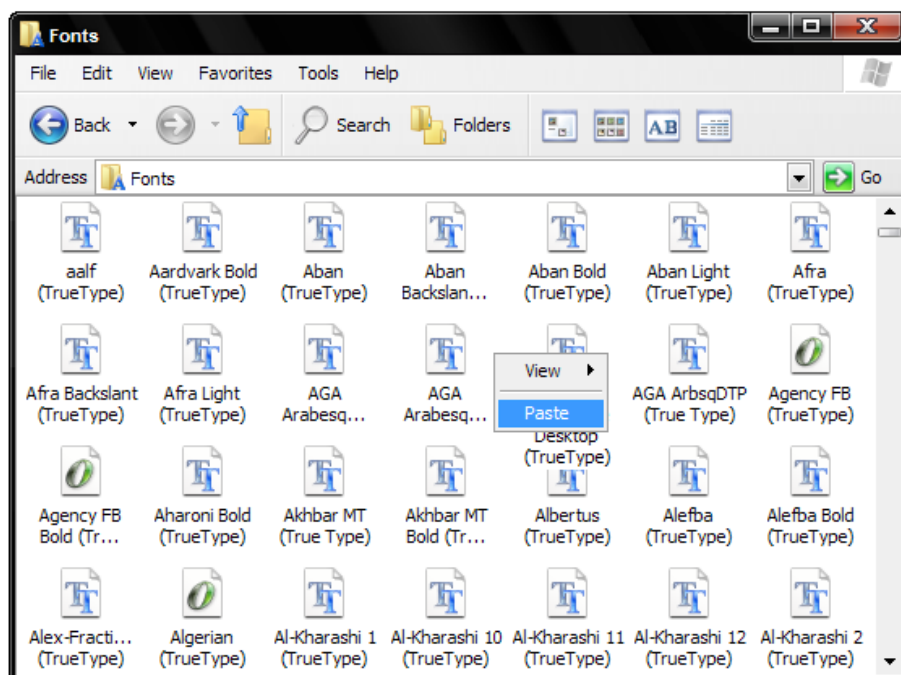 Fonts
File Edit View Favorites Tools Help
Back Search Folders AB
Address Fonts Go
aalf Aardvark Bold Aban Aban Aban Bold Aban Light Afra
(TrueType) (TrueType) (TrueType) Backslan... (TrueType) (TrueType) (TrueType)
Afra Backslant Afra Light AGA AGA AGA ArbsqDTP Agency FB
(TrueType) (TrueType) Arabesq... Arabesq... (True Type) (TrueType)
View
Paste
Desktop
(TrueType)
Agency FB Aharoni Bold Akhbar MT Akhbar MT Albertus Alefba Alefba Bold
Bold (Tr... (TrueType) (True Type) Bold (Tr... (TrueType) (TrueType) (TrueType)
Alex-Fracti... Algerian Al-Kharashi 1 Al-Kharashi 10 Al-Kharashi 11 Al-Kharashi 12 Al-Kharashi 2
(TrueType) (TrueType) (TrueType) (TrueType) (TrueType) (TrueType) (TrueType)